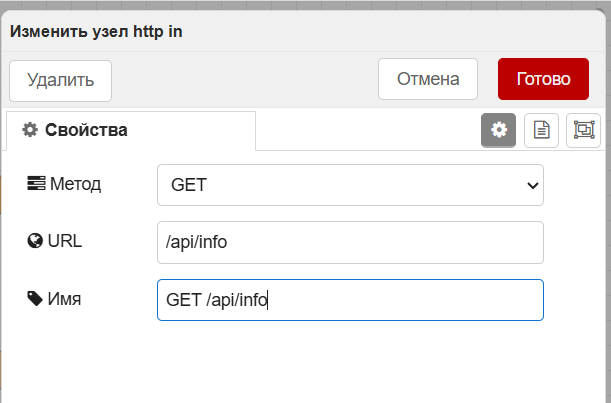 Изменить узел http in
Удалить
Отмена
Готово
Свойства
Метод
GET
URL
/api/info
Имя
GET /api/info